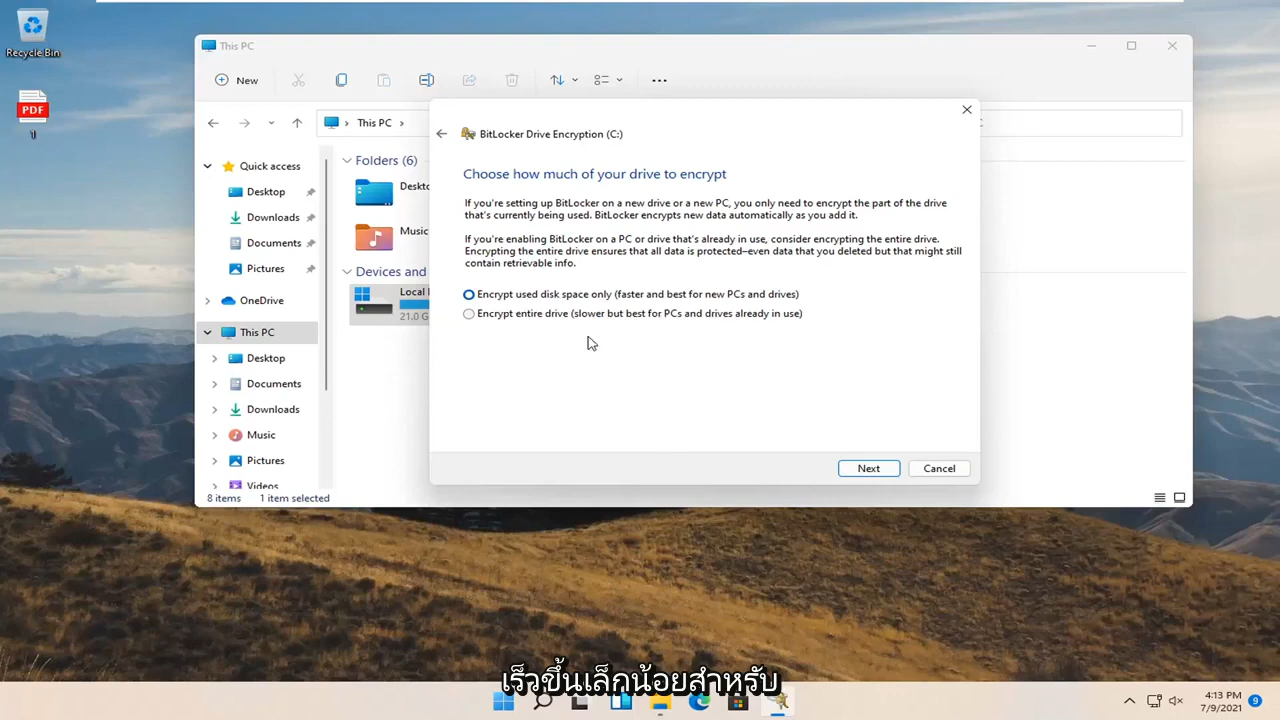 Recycle Bin
PDF
1
This PC
New
This PC
BitLocker Drive Encryption (C:)
Choose how much of your drive to encrypt
If you're setting up BitLocker on a new drive or a new PC, you only need to encrypt the part of the drive
that's currently being used. BitLocker encrypts new data automatically as you add it.
If you're enabling BitLocker on a PC or drive that's already in use, consider encrypting the entire drive.
Encrypting the entire drive ensures that all data is protected–even data that you deleted but that might still
contain retrievable info.
Encrypt used disk space only (faster and best for new PCs and drives)
Encrypt entire drive (slower but best for PCs and drives already in use)
Next
Cancel
Quick access
Desktop
Downloads
Documents
Pictures
OneDrive
This PC
Desktop
Documents
Downloads
Music
Pictures
Videos
Folders (6)
Music
Devices and
Local
21.0 G
8 items
1 item selected
เร็วขึ้นเล็กน้อยสำหรับ
4:13 PM
7/9/2021
9